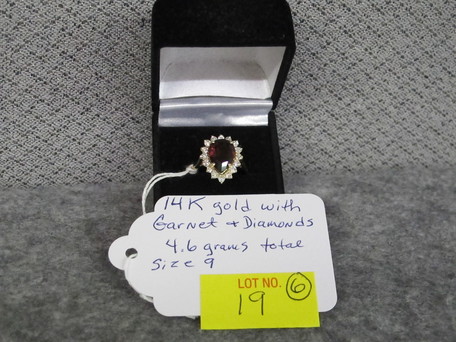 14K gold with
Garnet + Diamonds
4.6 grams total
Size 9
LOT NO. 6
19